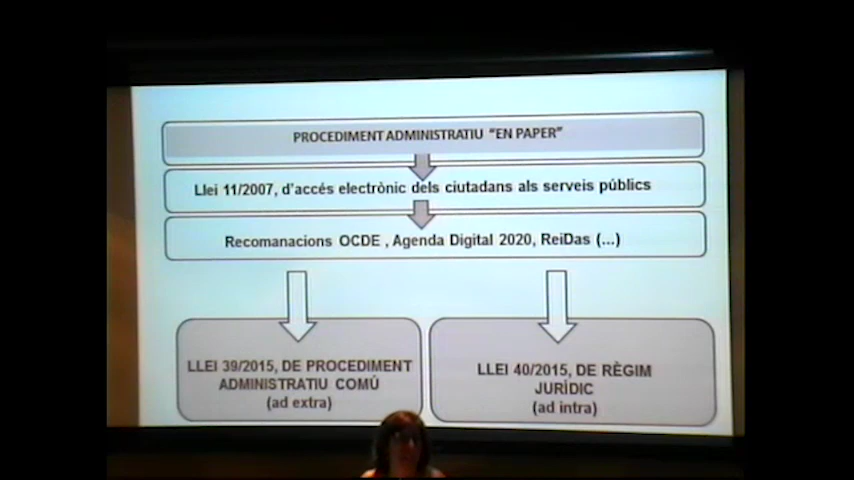 PROCEDIMENT ADMINISTRATIU "EN PAPER"
Llei 11/2007, d'accés electrònic dels ciutadans als serveis públics
Recomanacions OCDE , Agenda Digital 2020, ReiDas (...)
LLEI 39/2015, DE PROCEDIMENT
ADMINISTRATIU COMÚ
(ad extra)
LLEI 40/2015, DE RÈGIM
JURÍDIC
(ad intra)